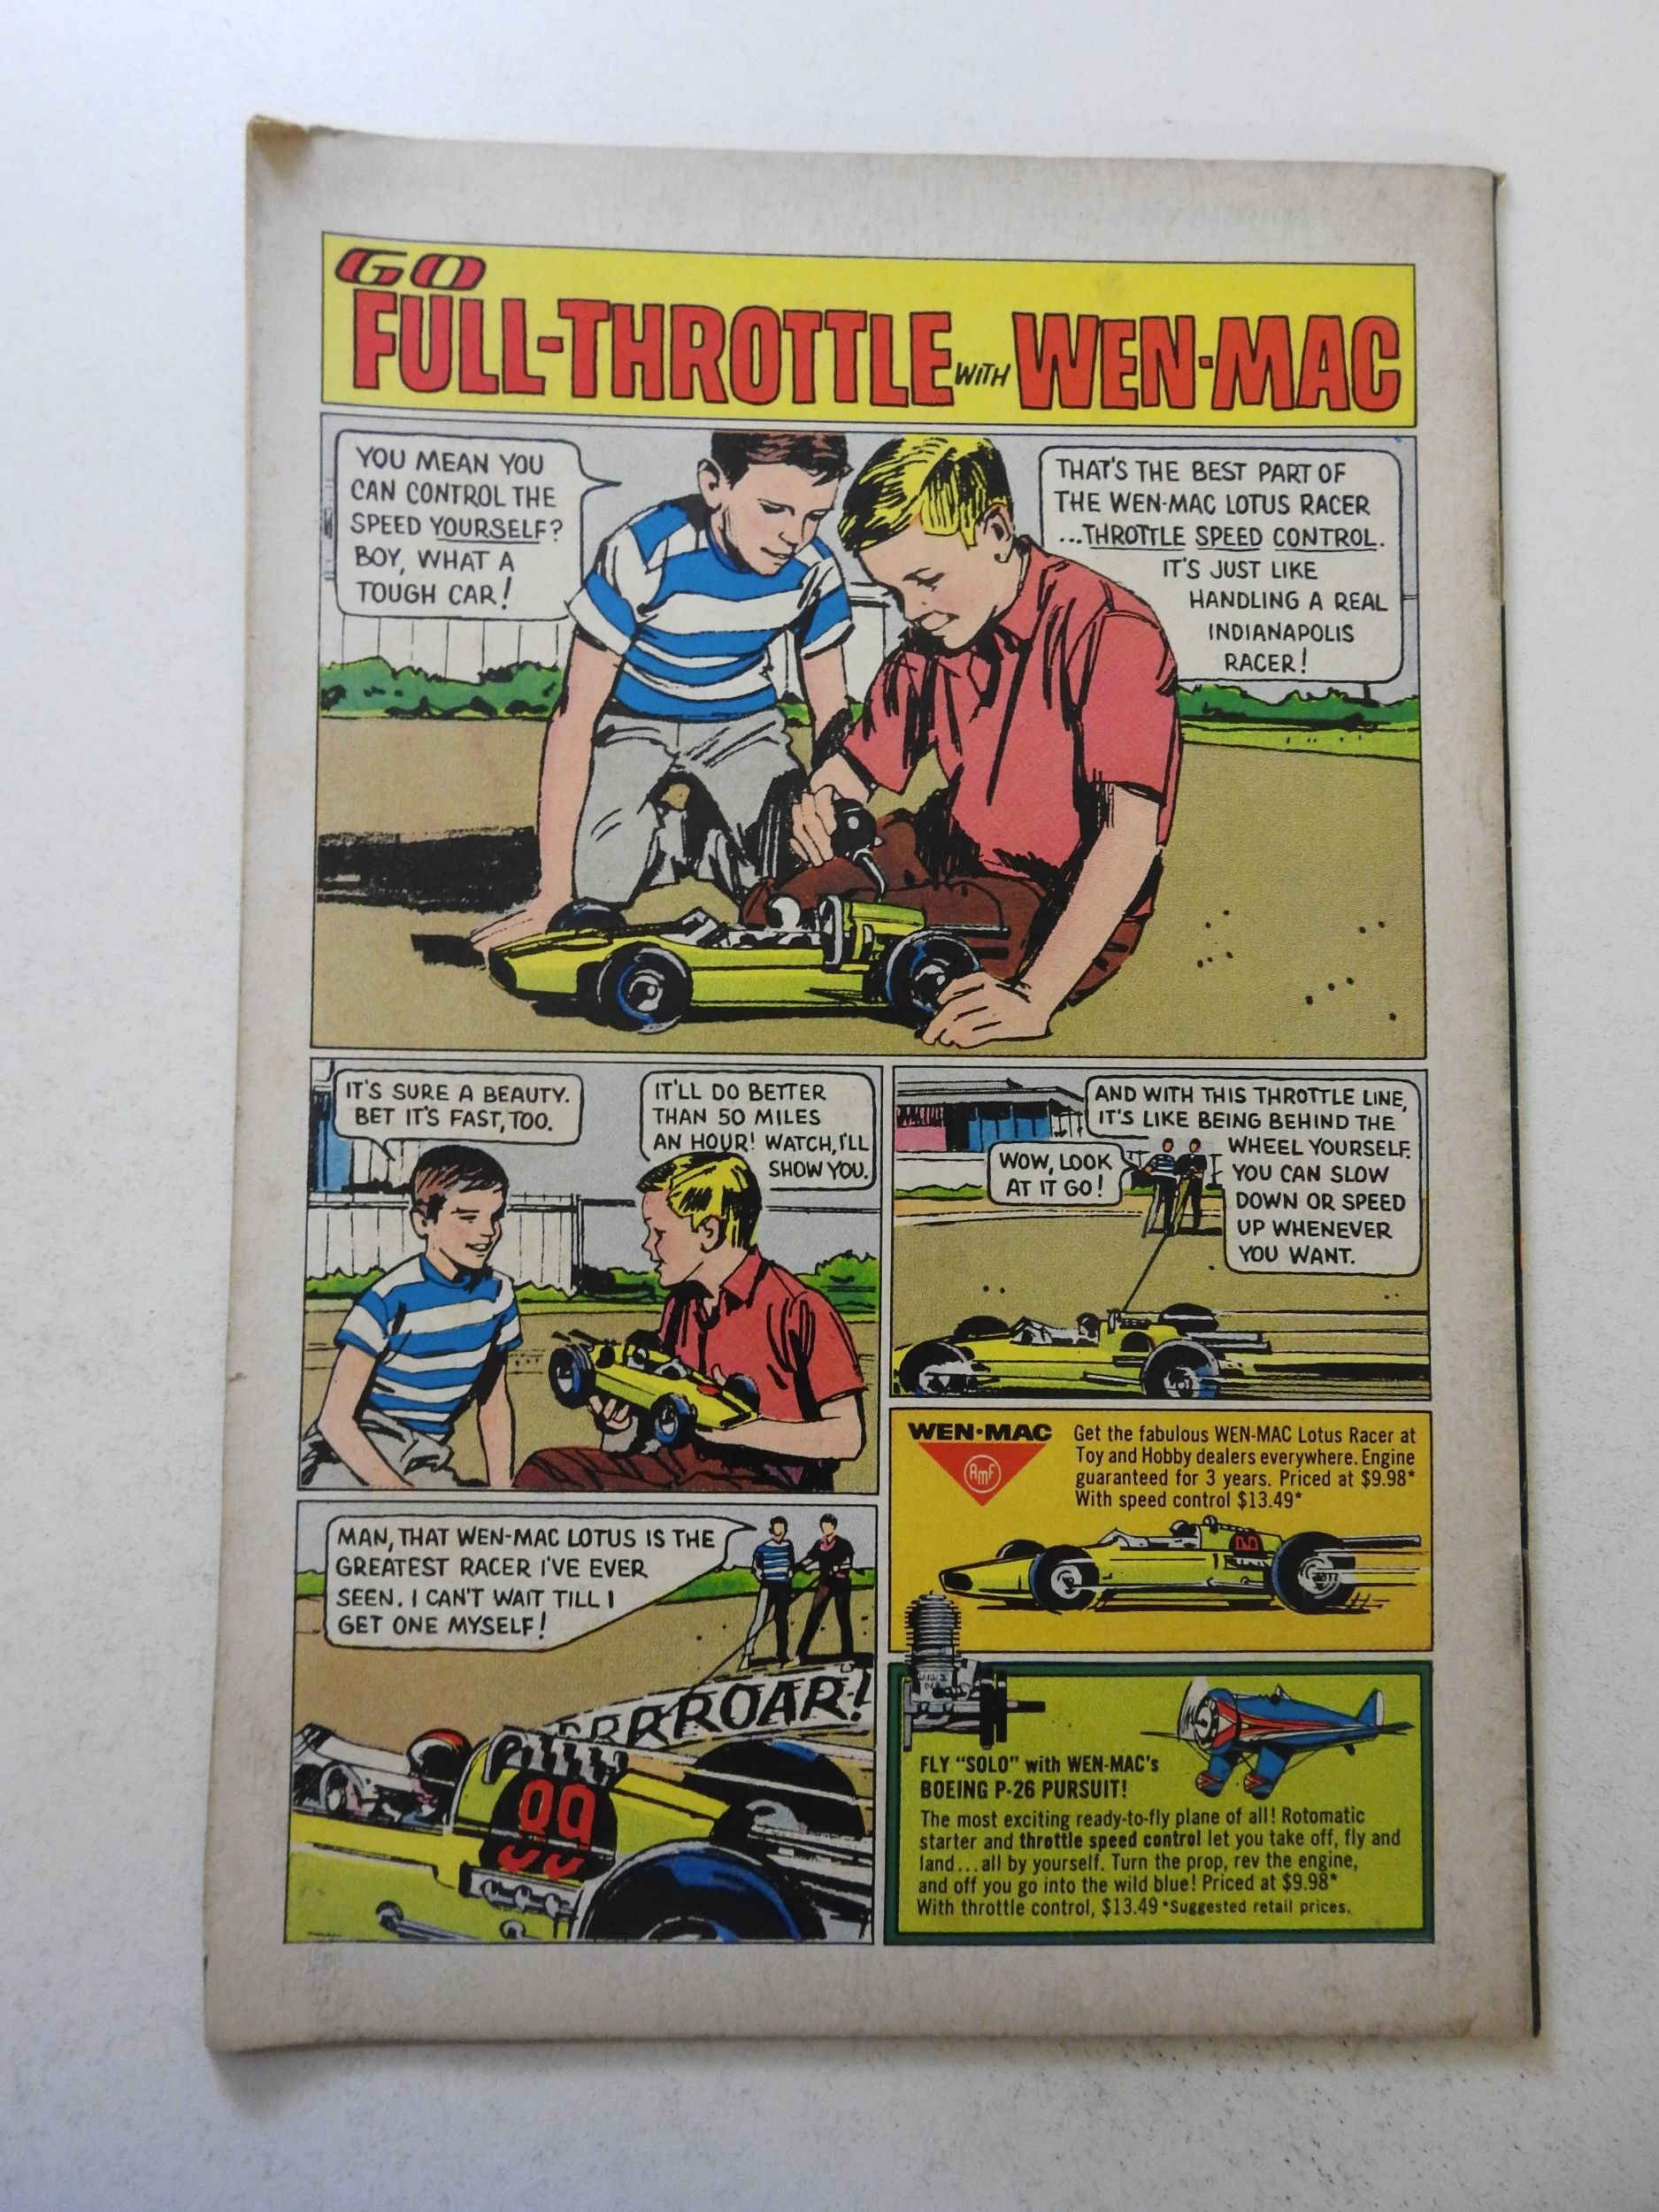 GO
FULL-THROTTLE WITH WEN-MAC
YOU MEAN YOU
CAN CONTROL THE
SPEED YOURSELF?
BOY, WHAT A
TOUGH CAR!
THAT'S THE BEST PART OF
THE WEN-MAC LOTUS RACER
...THROTTLE SPEED CONTROL.
IT'S JUST LIKE
HANDLING A REAL
INDIANAPOLIS
RACER!
IT'S SURE A BEAUTY.
BET IT'S FAST, TOO.
IT'LL DO BETTER
THAN 50 MILES
AN HOUR! WATCH, I'LL
SHOW YOU.
AND WITH THIS THROTTLE LINE,
IT'S LIKE BEING BEHIND THE
WHEEL YOURSELF.
YOU CAN SLOW
DOWN OR SPEED
UP WHENEVER
YOU WANT.
WOW, LOOK
AT IT GO!
MAN, THAT WEN-MAC LOTUS IS THE
GREATEST RACER I'VE EVER
SEEN. I CAN'T WAIT TILL I
GET ONE MYSELF!
RRRROAR!
99
WEN·MAC
AMF
Get the fabulous WEN-MAC Lotus Racer at
Toy and Hobby dealers everywhere. Engine
guaranteed for 3 years. Priced at $9.98*
With speed control $13.49*
FLY "SOLO" with WEN-MAC's
BOEING P-26 PURSUIT!
The most exciting ready-to-fly plane of all! Rotomatic
starter and throttle speed control let you take off, fly and
land...all by yourself. Turn the prop, rev the engine,
and off you go into the wild blue! Priced at $9.98*
With throttle control, $13.49 *Suggested retail prices.